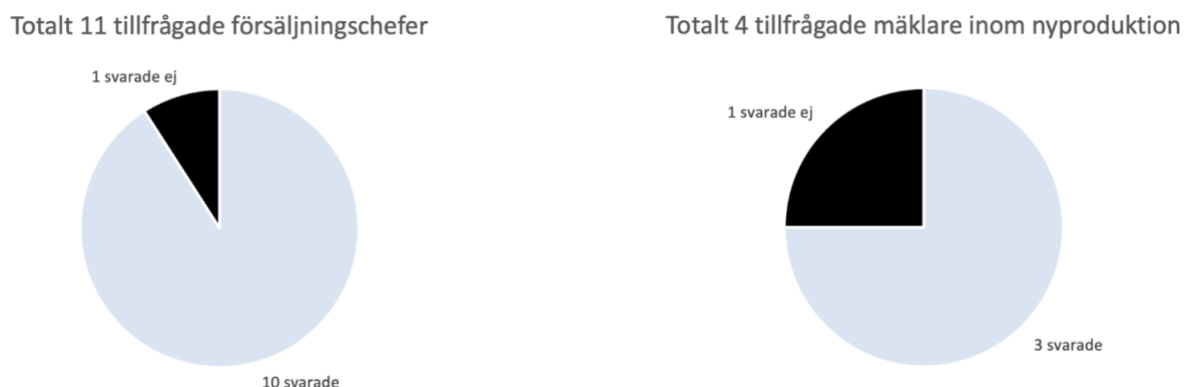 Totalt 11 tillfrågade försäljningschefer
1 svarade ej
10 svarade
Totalt 4 tillfrågade mäklare inom nyproduktion
1 svarade ej
3 svarade